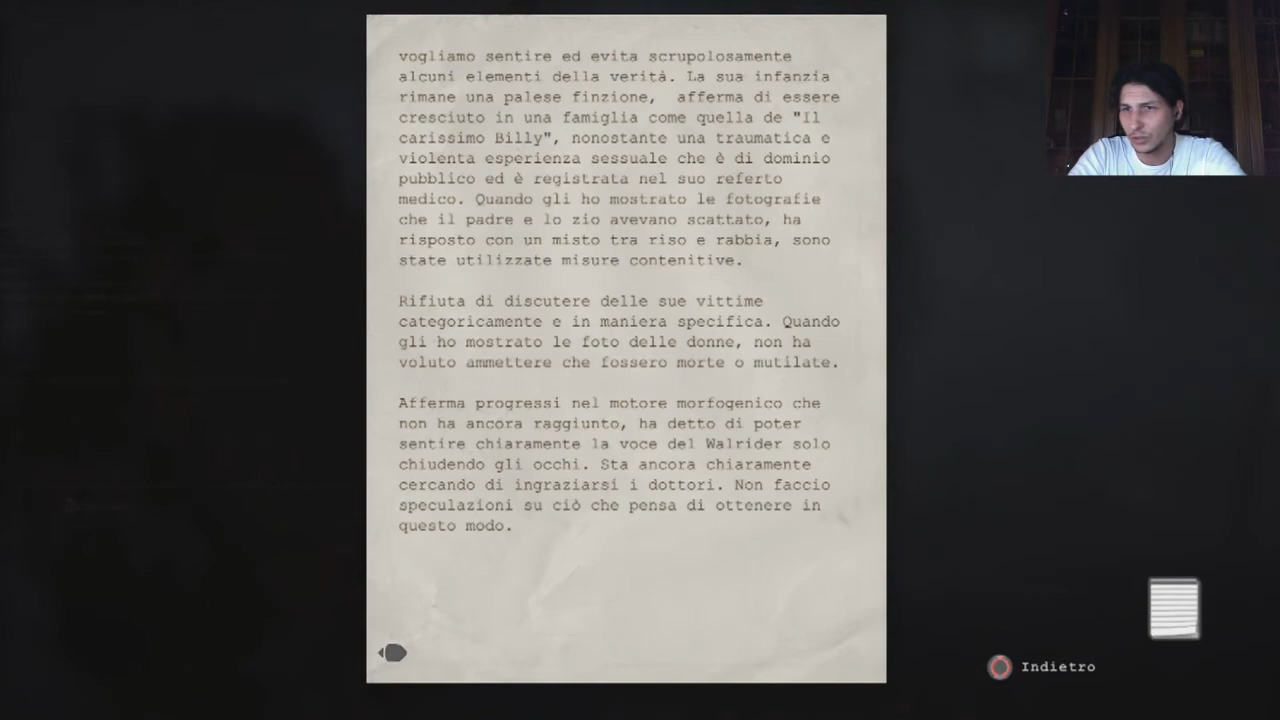 vogliamo sentire ed evita scrupolosamente
alcuni elementi della verità. La sua infanzia
rimane una palese finzione,  afferma di essere
cresciuto in una famiglia come quella de "Il
carissimo Billy", nonostante una traumatica e
violenta esperienza sessuale che è di dominio
pubblico ed è registrata nel suo referto
medico. Quando gli ho mostrato le fotografie
che il padre e lo zio avevano scattato, ha
risposto con un misto tra riso e rabbia, sono
state utilizzate misure contenitive.
Rifiuta di discutere delle sue vittime
categoricamente e in maniera specifica. Quando
gli ho mostrato le foto delle donne, non ha
voluto ammettere che fossero morte o mutilate.
Afferma progressi nel motore morfogenico che
non ha ancora raggiunto, ha detto di poter
sentire chiaramente la voce del Walrider solo
chiudendo gli occhi. Sta ancora chiaramente
cercando di ingraziarsi i dottori. Non faccio
speculazioni su ciò che pensa di ottenere in
questo modo.
Indietro